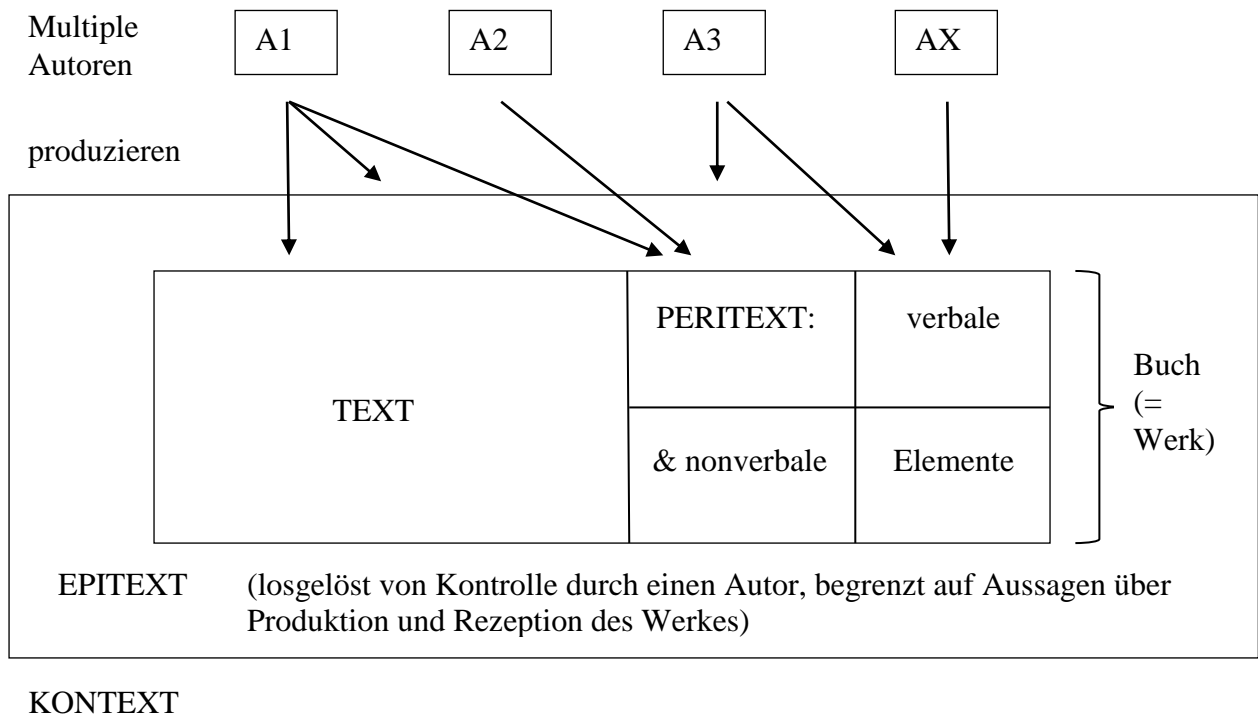 Multiple
Autoren
A1
A2
A3
AX
produzieren
PERITEXT:
verbale
TEXT
& nonverbale
Elemente
Buch
(=
Werk)
EPITEXT (losgelöst von Kontrolle durch einen Autor, begrenzt auf Aussagen über
Produktion und Rezeption des Werkes)
KONTEXT